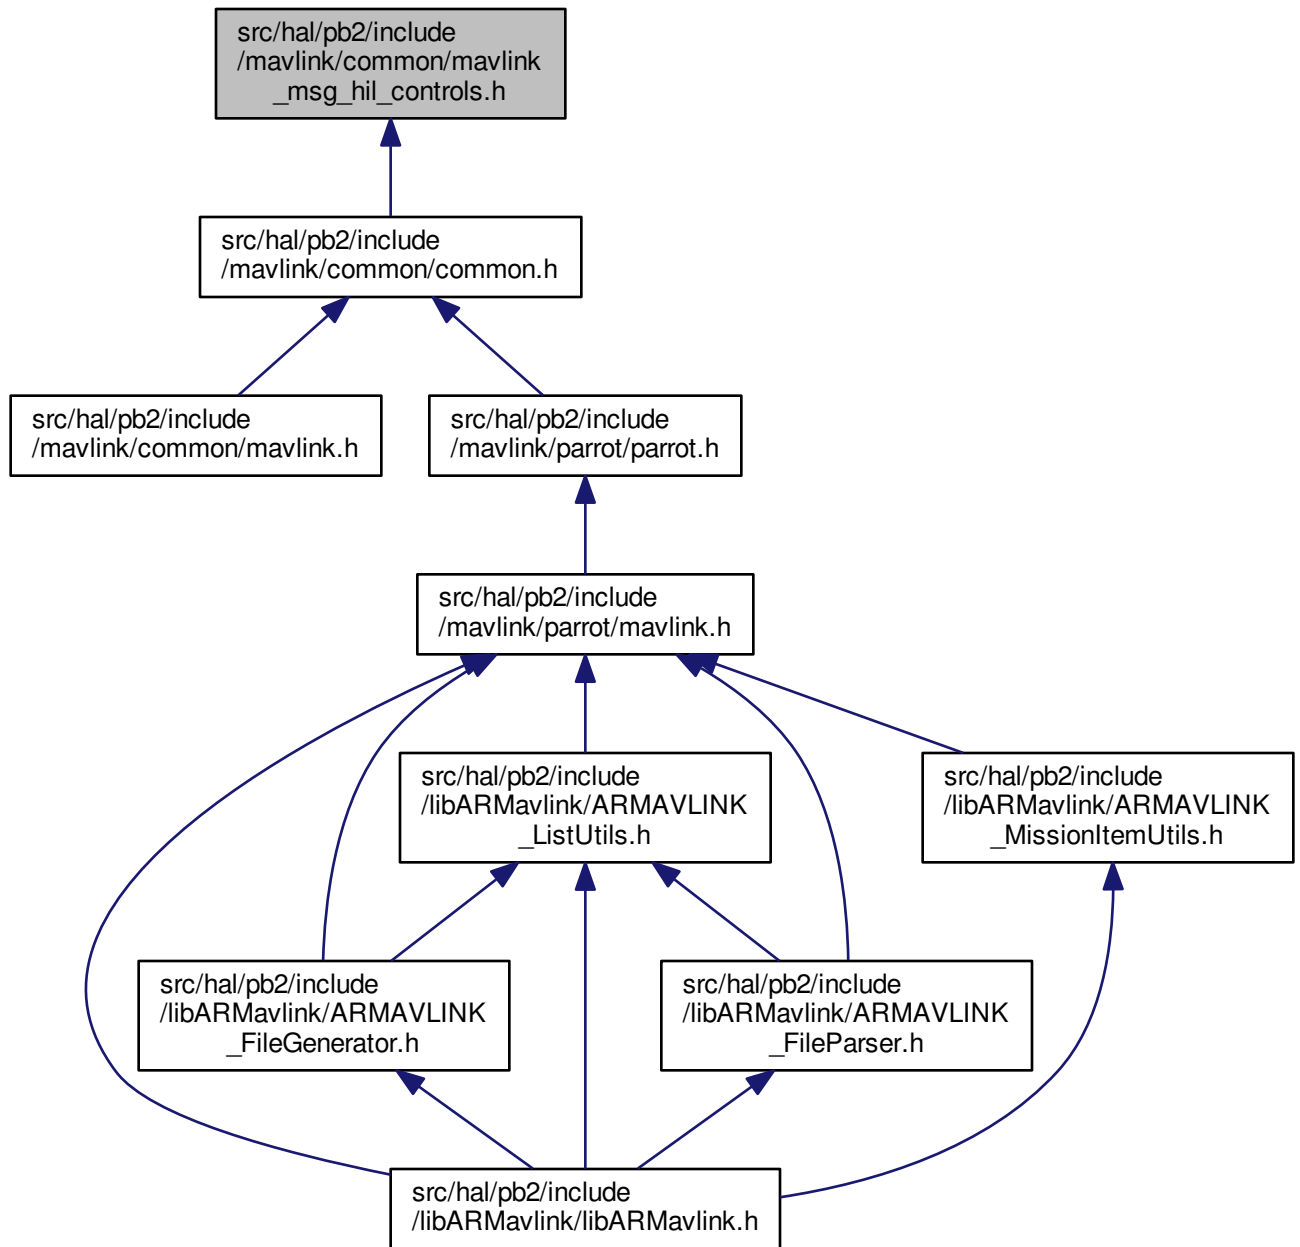 src/hal/pb2/include
/mavlink/common/mavlink
_msg_hil_controls.h
src/hal/pb2/include
/mavlink/common/common.h
src/hal/pb2/include
/mavlink/common/mavlink.h
src/hal/pb2/include
/mavlink/parrot/parrot.h
src/hal/pb2/include
/mavlink/parrot/mavlink.h
src/hal/pb2/include
/libARMavlink/ARMAVLINK
_ListUtils.h
src/hal/pb2/include
/libARMavlink/ARMAVLINK
_MissionItemUtils.h
src/hal/pb2/include
/libARMavlink/ARMAVLINK
_FileGenerator.h
src/hal/pb2/include
/libARMavlink/ARMAVLINK
_FileParser.h
src/hal/pb2/include
/libARMavlink/libARMavlink.h